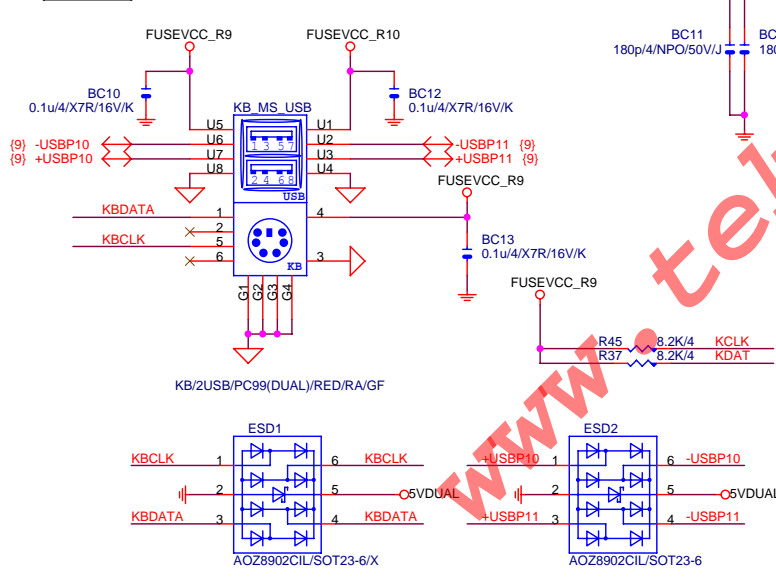 FUSEVCC_R9 FUSEVCC_R10
BC11
180p/4/NPO/50V/J
BC
180
BC10
0.1u/4/X7R/16V/K
BC12
0.1u/4/X7R/16V/K
KB_MS_USB
U5 U1
{9} -USBP10 U6 U2 -USBP11 {9}
{9} +USBP10 U7 U3 +USBP11 {9}
U8 U4
1 3 5 7
2 4 6 8
USB
FUSEVCC_R9
KBDATA 1 4
2
KBCLK 5
6 3
KB
BC13
0.1u/4/X7R/16V/K
G1 G2 G3 G4
FUSEVCC_R9
R45 8.2K/4 KCLK
R37 8.2K/4 KDAT
KB/2USB/PC99(DUAL)/RED/RA/GF
ESD1
KBCLK 1 6 KBCLK
2 5 5VDUAL
KBDATA 3 4 KBDATA
AOZ8902CIL/SOT23-6/X
ESD2
+USBP10 1 6 -USBP10
2 5 5VDUAL
+USBP11 3 4 -USBP11
AOZ8902CIL/SOT23-6
www.te